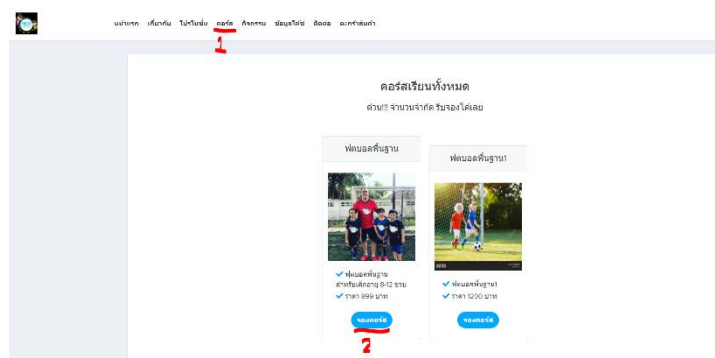 หน้าแรก เกี่ยวกับ โปรโมชั่น คอร์ส กิจกรรม ข้อมูลโค้ช ติดต่อ ตะกร้าสินค้า
1
คอร์สเรียนทั้งหมด
ด่วน!!! จำนวนจำกัด รีบจองได้เลย
ฟุตบอลพื้นฐาน
ฟุตบอลพื้นฐาน1
ฟุตบอลพื้นฐาน
สำหรับเด็กอายุ 8-12 ขวบ
ราคา 899 บาท
ฟุตบอลพื้นฐาน1
ราคา 1200 บาท
จองคอร์ส
จองคอร์ส
2